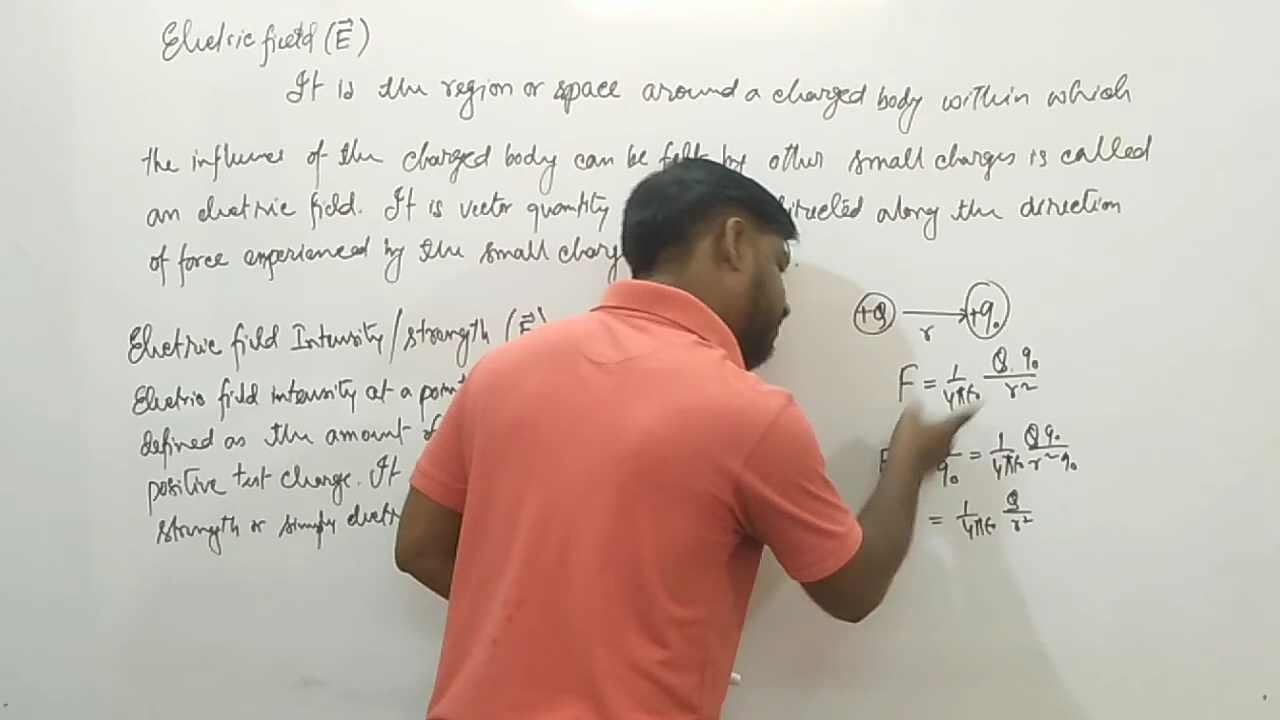 Electric field (E⃗)
It is the region or space around a charged body within which
the influence of the charged body can be felt by other small charges is called
an electric field. It is vector quantity directed along the direction
of force experienced by the small charg
+Q r +q₀
Electric field Intensity/strength (E⃗)
F = 1/4πε₀ Q.q₀/r²
Electric field intensity at a point
defined as the amount
q₀ = 1/4πε₀ Qq₀/r²q₀
positive test charge. It
strength or simply electr
= 1/4πε₀ Q/r²